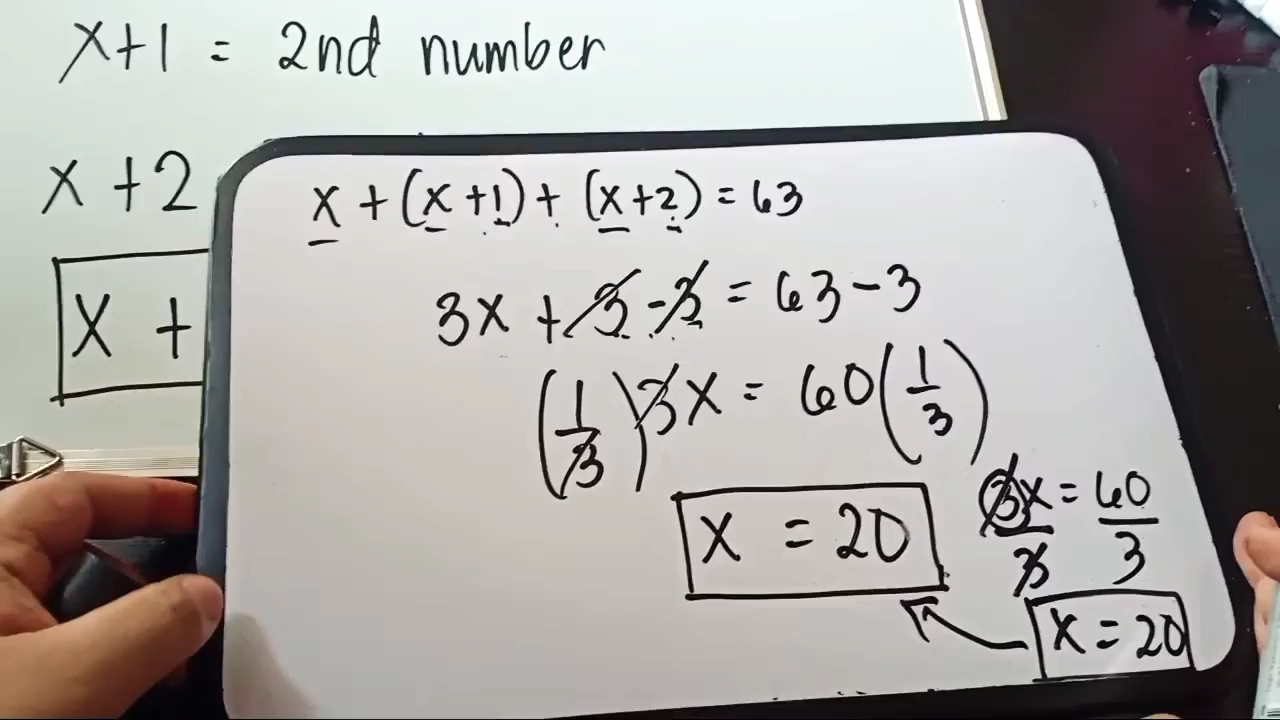 x+1 = 2nd number
x +2
x +
x + (x +1) + (x+2) = 63
3x + 3 - 3 = 63 - 3
(1/3) 3x = 60 (1/3)
x = 20
3x/3 = 60/3
x = 20